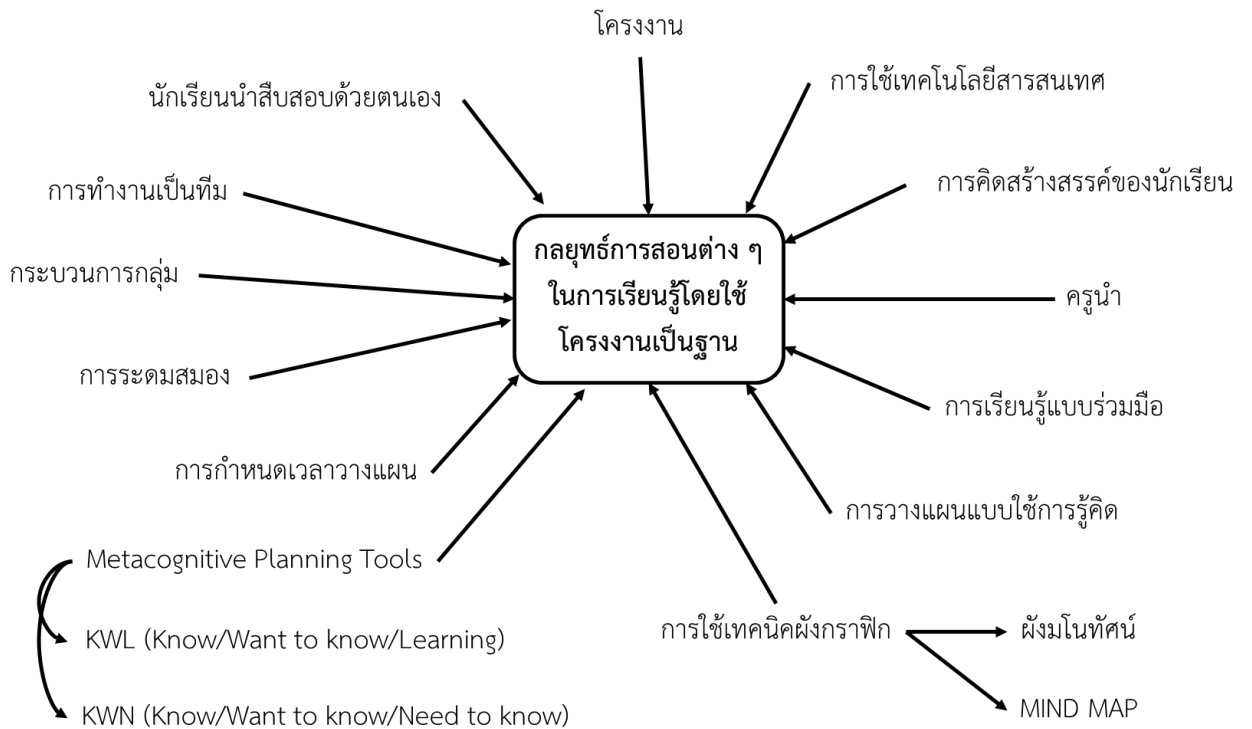 โครงงาน
นักเรียนนำสืบสอบด้วยตนเอง
การใช้เทคโนโลยีสารสนเทศ
การทำงานเป็นทีม
การคิดสร้างสรรค์ของนักเรียน
กลยุทธ์การสอนต่าง ๆ
ในการเรียนรู้โดยใช้
โครงงานเป็นฐาน
กระบวนการกลุ่ม
ครูนำ
การระดมสมอง
การเรียนรู้แบบร่วมมือ
การกำหนดเวลาวางแผน
การวางแผนแบบใช้การรู้คิด
Metacognitive Planning Tools
KWL (Know/Want to know/Learning)
KWN (Know/Want to know/Need to know)
การใช้เทคนิคผังกราฟิก
ผังมโนทัศน์
MIND MAP